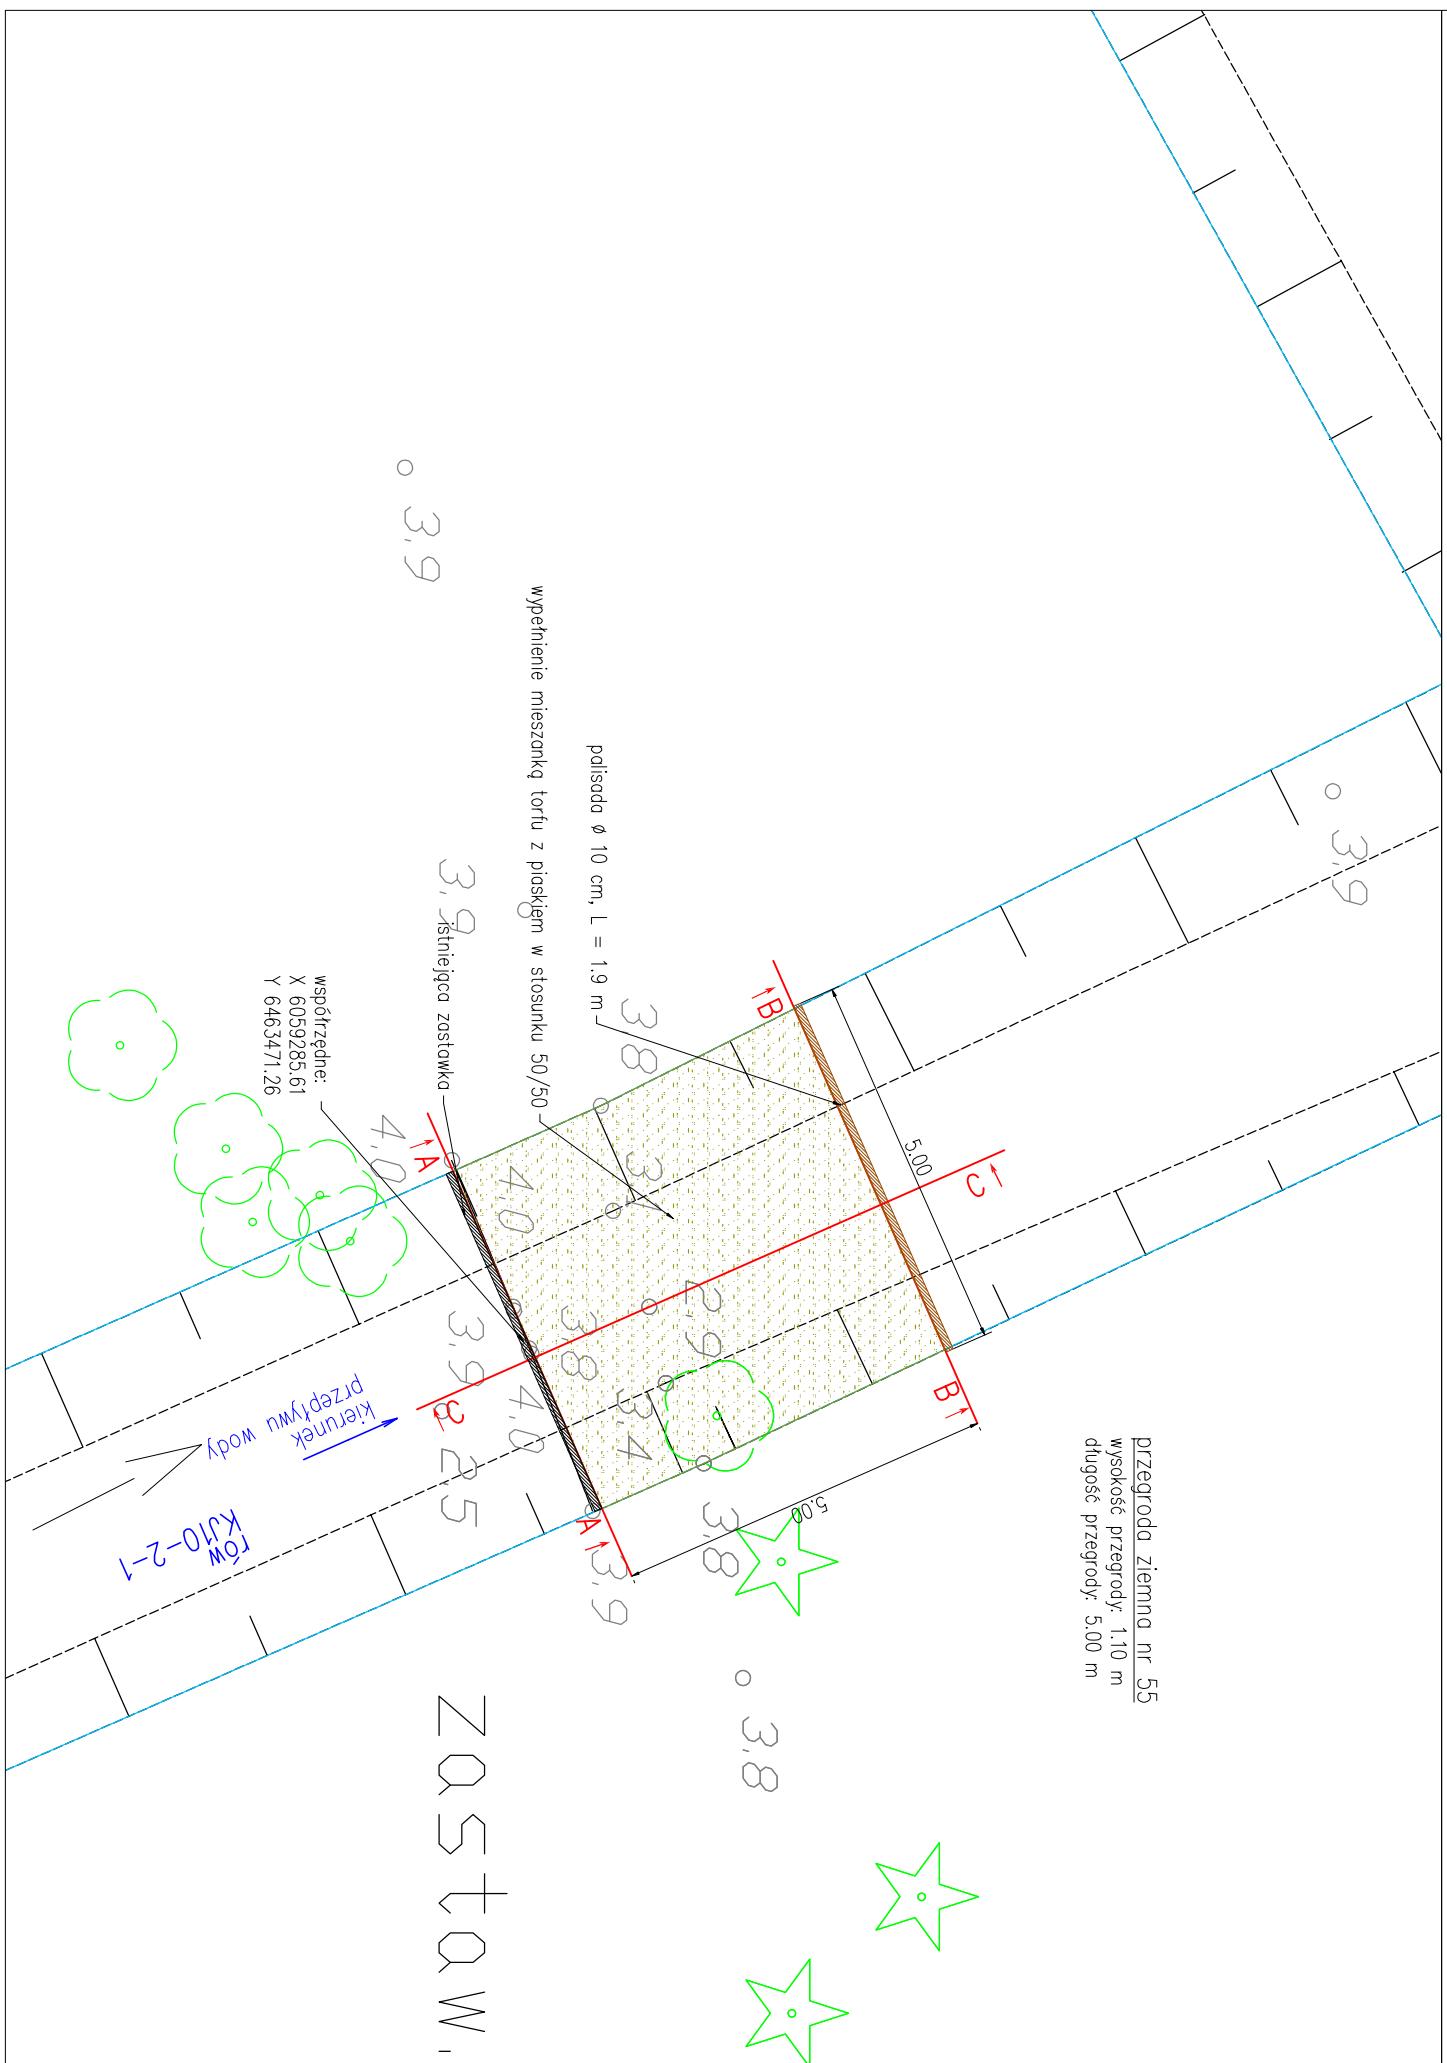 przegroda ziemna nr 55
wysokość przegrody: 1.10 m
długość przegrody: 5.00 m
3,9
3,9
palisada ø 10 cm, L = 1.9 m
wypełnienie mieszanką torfu z piaskiem w stosunku 50/50
istniejąca zastawka
współrzędne:
X 6059285.61
Y 6463471.26
3,9
3,8
3,7
4,0
4,0
2,9
3,8
3,9
4,0
3,4
2,5
3,8
3,9
3,8
B
B
C
C
A
A
5.00
5.00
kierunek
przepływu wody
rów
KJ10-2-1
zastaw.